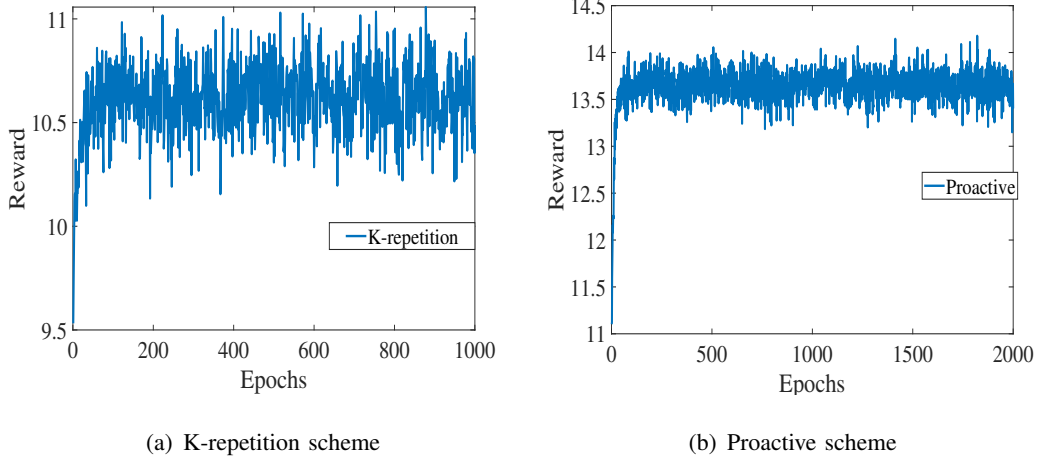 11
10.5
10
9.5
Reward
K-repetition
0 200 400 600 800 1000
Epochs
(a) K-repetition scheme
14.5
14
13.5
13
12.5
12
11.5
11
Reward
Proactive
0 500 1000 1500 2000
Epochs
(b) Proactive scheme